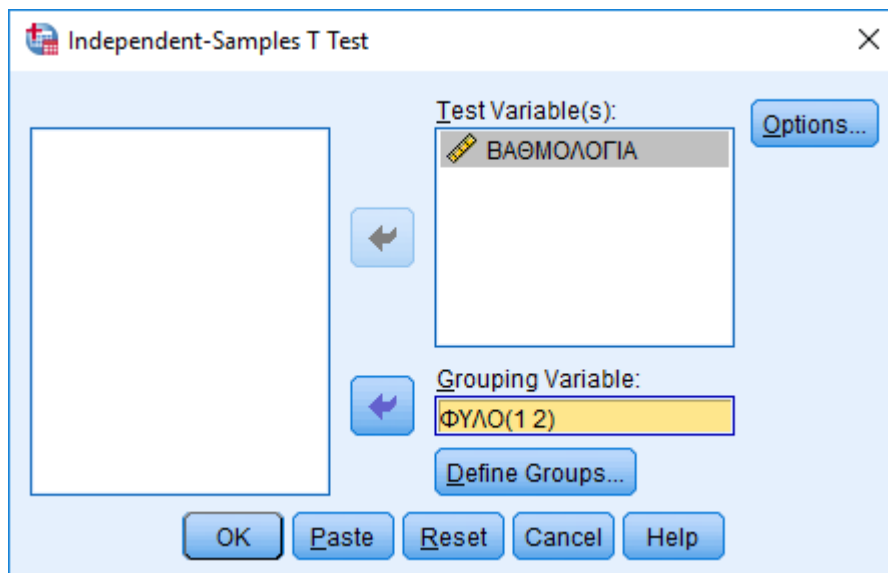 Independent-Samples T Test
Test Variable(s):
Options...
ΒΑΘΜΟΛΟΓΙΑ
Grouping Variable:
ΦΥΛΟ(1 2)
Define Groups...
OK Paste Reset Cancel Help